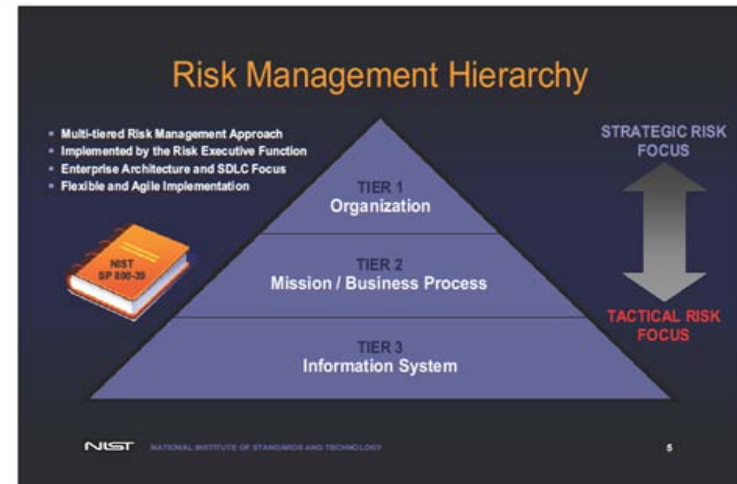 Risk Management Hierarchy
Multi-tiered Risk Management Approach
Implemented by the Risk Executive Function
Enterprise Architecture and SDLC Focus
Flexible and Agile Implementation
NIST
SP 800-39
TIER 1
Organization
TIER 2
Mission / Business Process
TIER 3
Information System
STRATEGIC RISK
FOCUS
TACTICAL RISK
FOCUS
NIST NATIONAL INSTITUTE OF STANDARDS AND TECHNOLOGY
5